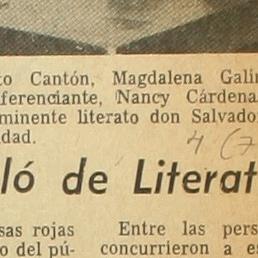 to Cantón, Magdalena Gali
ferenciante, Nancy Cárdena
minente literato don Salvado
dad.
4 (7
ló de Literat
sas rojas
o del pú-
Entre las pers
concurrieron a es